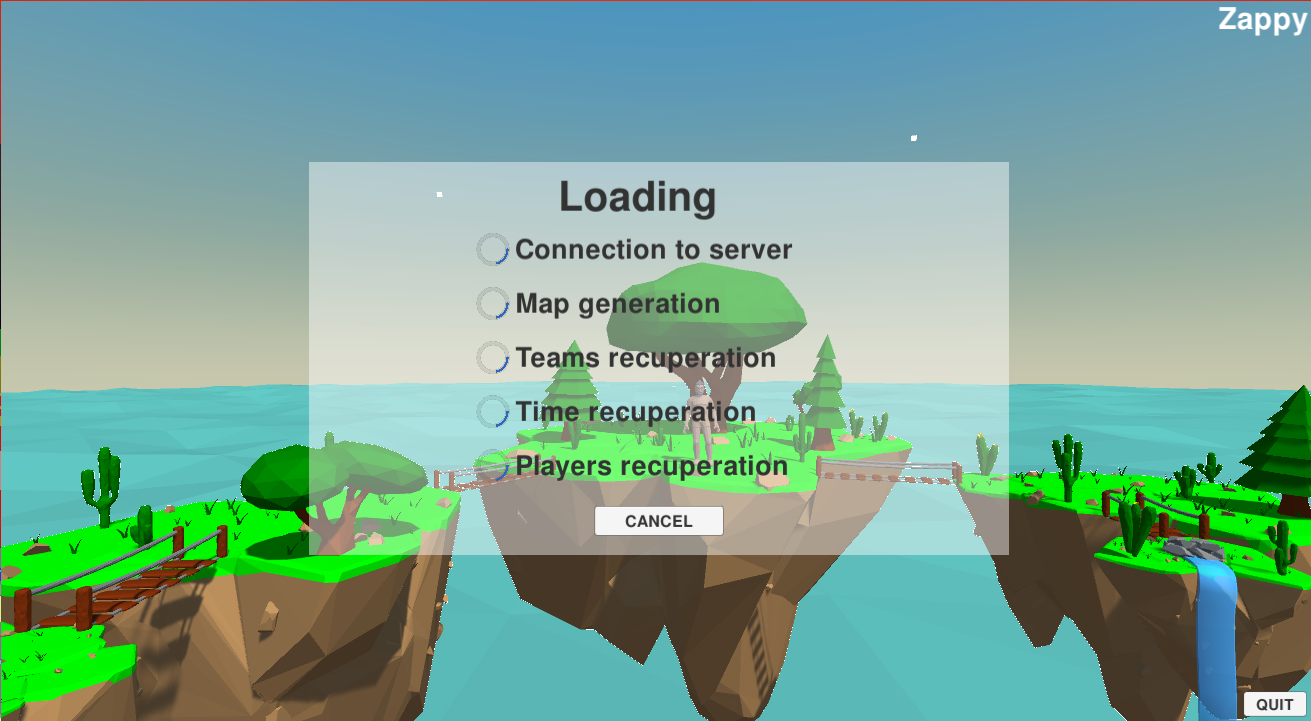 Zappy
Loading
Connection to server
Map generation
Teams recuperation
Time recuperation
Players recuperation
CANCEL
QUIT